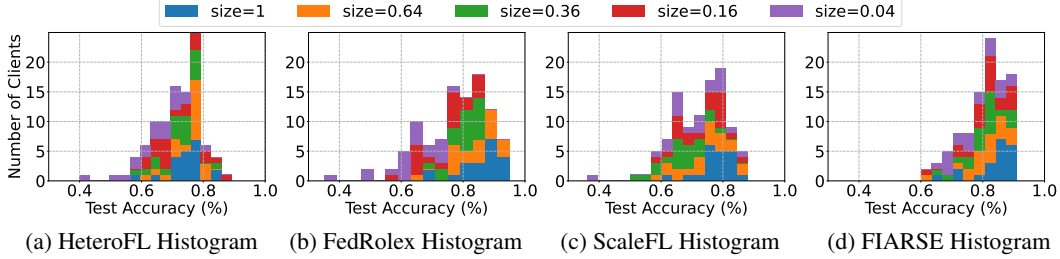 size=1 size=0.64 size=0.36 size=0.16 size=0.04
Number of Clients
20
15
10
5
0
0.4 0.6 0.8 1.0
Test Accuracy (%)
(a) HeteroFL Histogram
20
15
10
5
0
0.4 0.6 0.8 1.0
Test Accuracy (%)
(b) FedRolex Histogram
20
15
10
5
0
0.4 0.6 0.8 1.0
Test Accuracy (%)
(c) ScaleFL Histogram
20
15
10
5
0
0.4 0.6 0.8 1.0
Test Accuracy (%)
(d) FIARSE Histogram